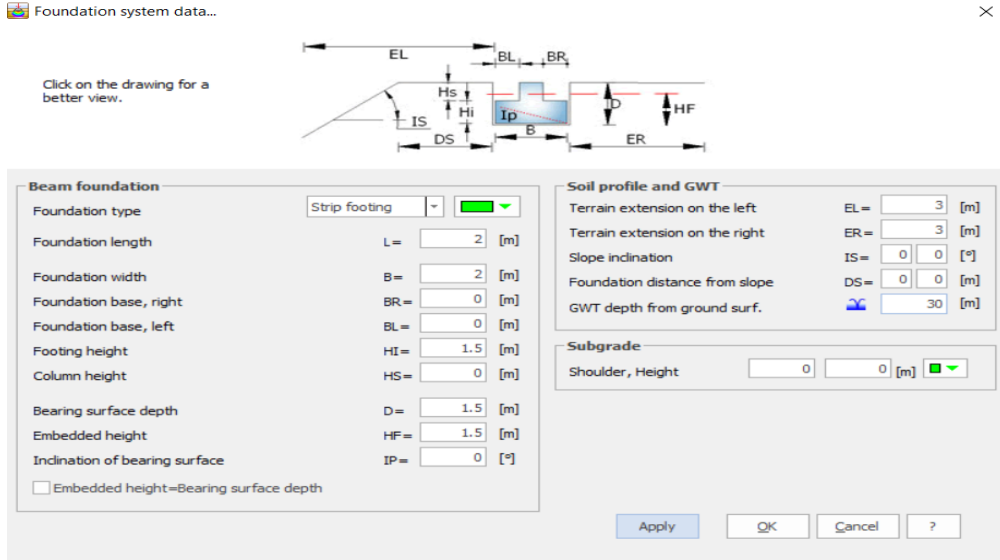 Foundation system data...
Click on the drawing for a
better view.
EL
BL
BR
Hs
Hi
Ip
D
HF
IS
B
DS
ER
Beam foundation
Foundation type Strip footing
Foundation length L= 2 [m]
Foundation width B= 2 [m]
Foundation base, right BR= 0 [m]
Foundation base, left BL= 0 [m]
Footing height HI= 1.5 [m]
Column height HS= 0 [m]
Bearing surface depth D= 1.5 [m]
Embedded height HF= 1.5 [m]
Inclination of bearing surface IP= 0 [°]
Embedded height=Bearing surface depth
Soil profile and GWT
Terrain extension on the left EL= 3 [m]
Terrain extension on the right ER= 3 [m]
Slope inclination IS= 0 0 [°]
Foundation distance from slope DS= 0 0 [m]
GWT depth from ground surf. 30 [m]
Subgrade
Shoulder, Height 0 0 [m]
Apply OK Cancel ?